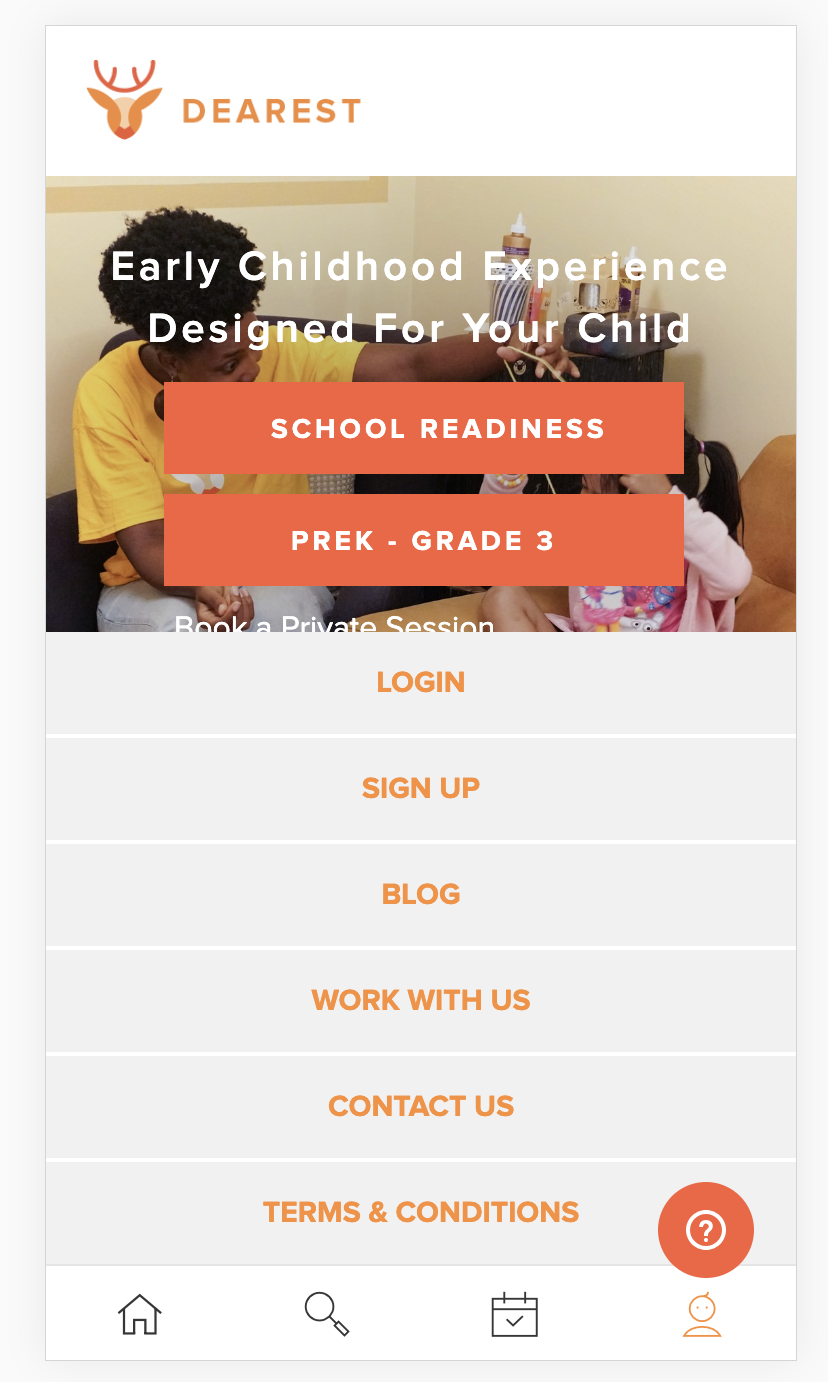 DEAREST
Early Childhood Experience
Designed For Your Child
SCHOOL READINESS
PREK - GRADE 3
Book a Private Session
LOGIN
SIGN UP
BLOG
WORK WITH US
CONTACT US
TERMS & CONDITIONS
?